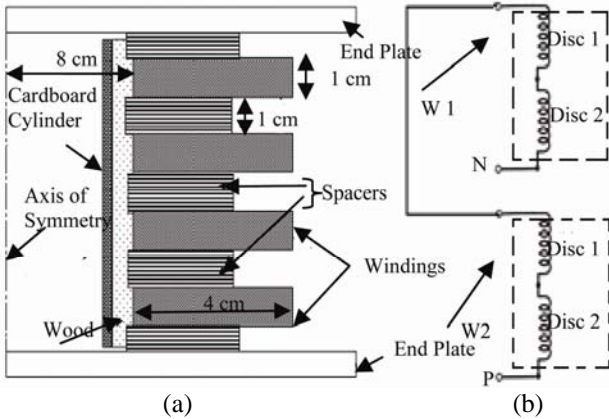 8 cm
Cardboard
Cylinder
Axis of
Symmetry
Wood
End Plate
1 cm
1 cm
Spacers
Windings
4 cm
End Plate
(a)
W 1
Disc 1
Disc 2
N
Disc 1
Disc 2
W2
P
(b)